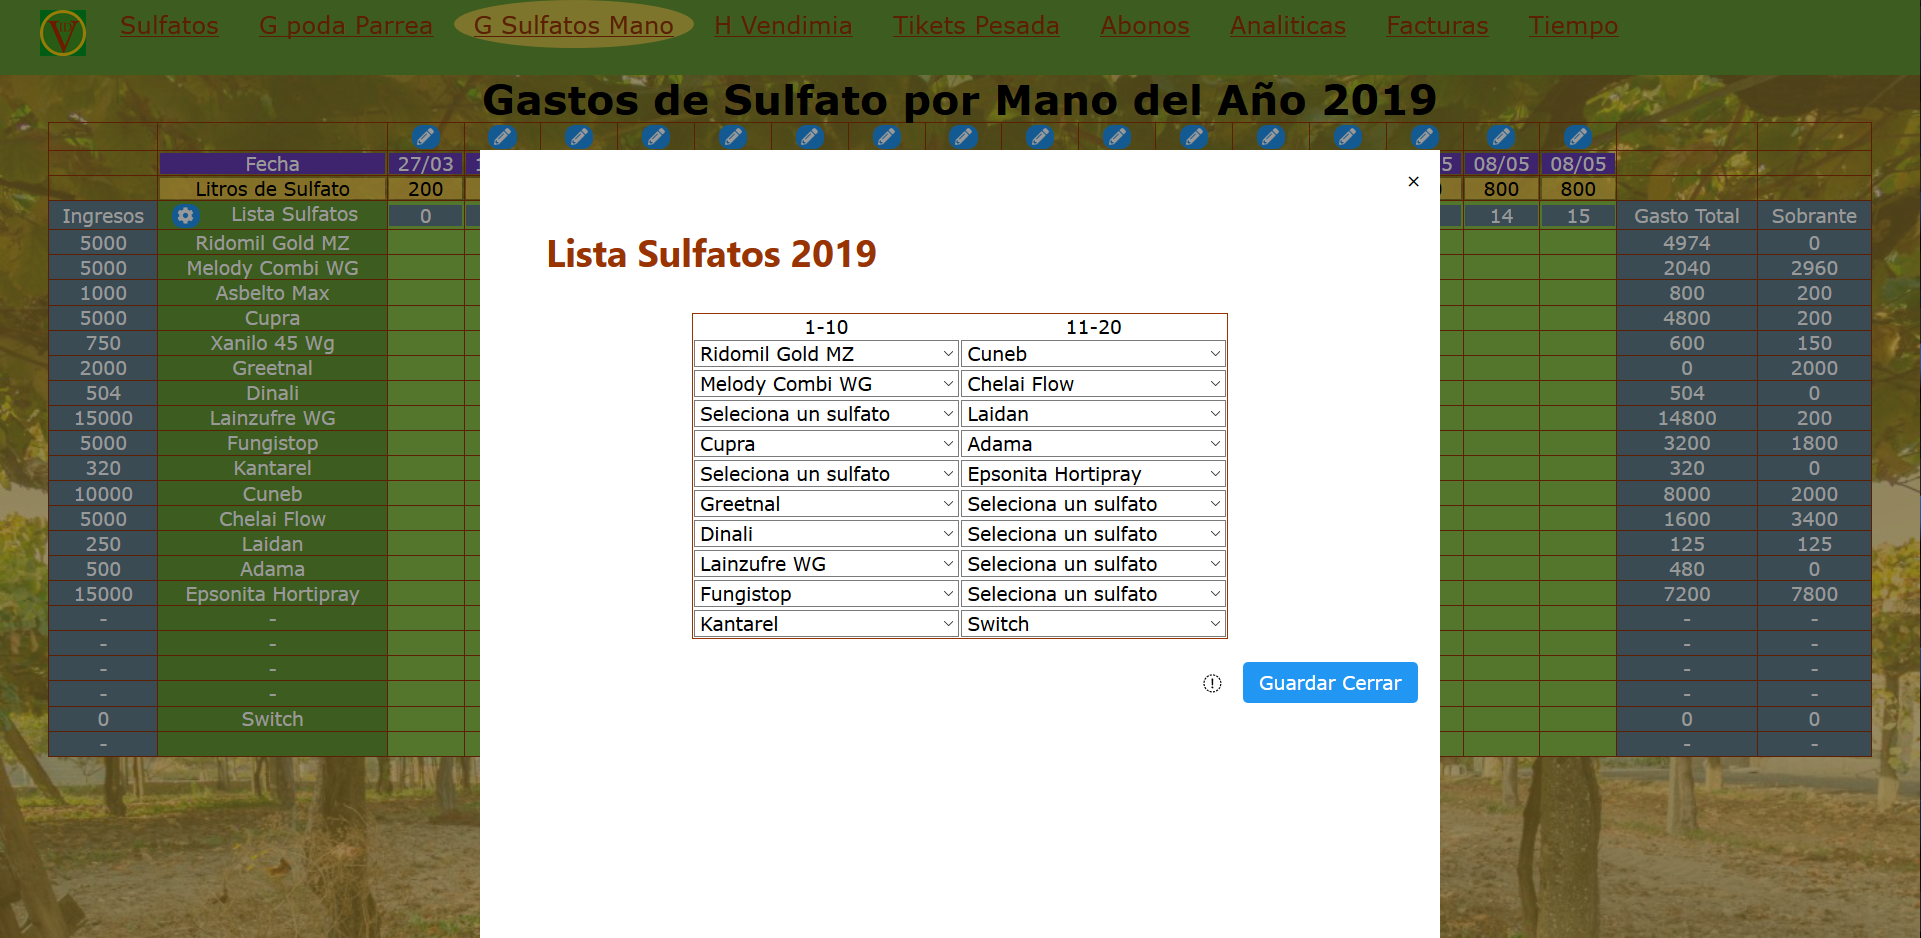 Sulfatos G poda Parrea G Sulfatos Mano H Vendimia Tikets Pesada Abonos Analiticas Facturas Tiempo
Gastos de Sulfato por Mano del Año 2019
Fecha 27/03 5 08/05 08/05
Litros de Sulfato 200 800 800
Ingresos Lista Sulfatos 0 14 15 Gasto Total Sobrante
5000 Ridomil Gold MZ 4974 0
5000 Melody Combi WG 2040 2960
1000 Asbelto Max 800 200
5000 Cupra 4800 200
750 Xanilo 45 Wg 600 150
2000 Greetnal 0 2000
504 Dinali 504 0
15000 Lainzufre WG 14800 200
5000 Fungistop 3200 1800
320 Kantarel 320 0
10000 Cuneb 8000 2000
5000 Chelai Flow 1600 3400
250 Laidan 125 125
500 Adama 480 0
15000 Epsonita Hortipray 7200 7800
- - - -
- - - -
- - - -
- - - -
0 Switch 0 0
- - -
×
Lista Sulfatos 2019
1-10 11-20
Ridomil Gold MZ Cuneb
Melody Combi WG Chelai Flow
Seleciona un sulfato Laidan
Cupra Adama
Seleciona un sulfato Epsonita Hortipray
Greetnal Seleciona un sulfato
Dinali Seleciona un sulfato
Lainzufre WG Seleciona un sulfato
Fungistop Seleciona un sulfato
Kantarel Switch
Guardar Cerrar